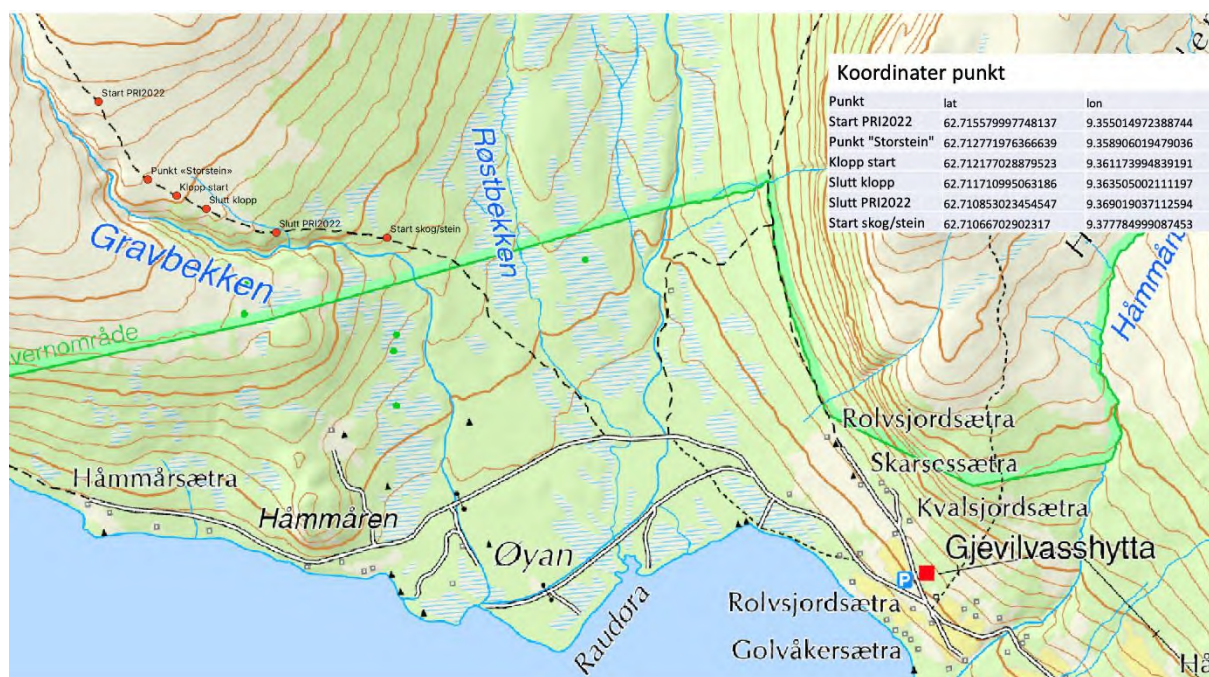 Koordinater punkt
Punkt lat lon
Start PRI2022 62.715579997748137 9.355014972388744
Punkt "Storstein" 62.712771976366639 9.358906019479036
Klopp start 62.712177028879523 9.361173994839191
Slutt klopp 62.711710995063186 9.363505002111197
Slutt PRI2022 62.710853023454547 9.369019037112594
Start skog/stein 62.71066702902317 9.377784999087453
Start PRI2022
Punkt «Storstein»
Klopp start
Slutt klopp
Slutt PRI2022
Start skog/stein
Røstbekken
Gravbekken
vernområde
Rolvsjordsætra
Skarsossætra
Kvalsjordsætra
Håmmårsætra
Håmmåren
Øyan
Gjevilvasshytta
P
Raudora
Rolvsjordsætra
Golvåkersætra